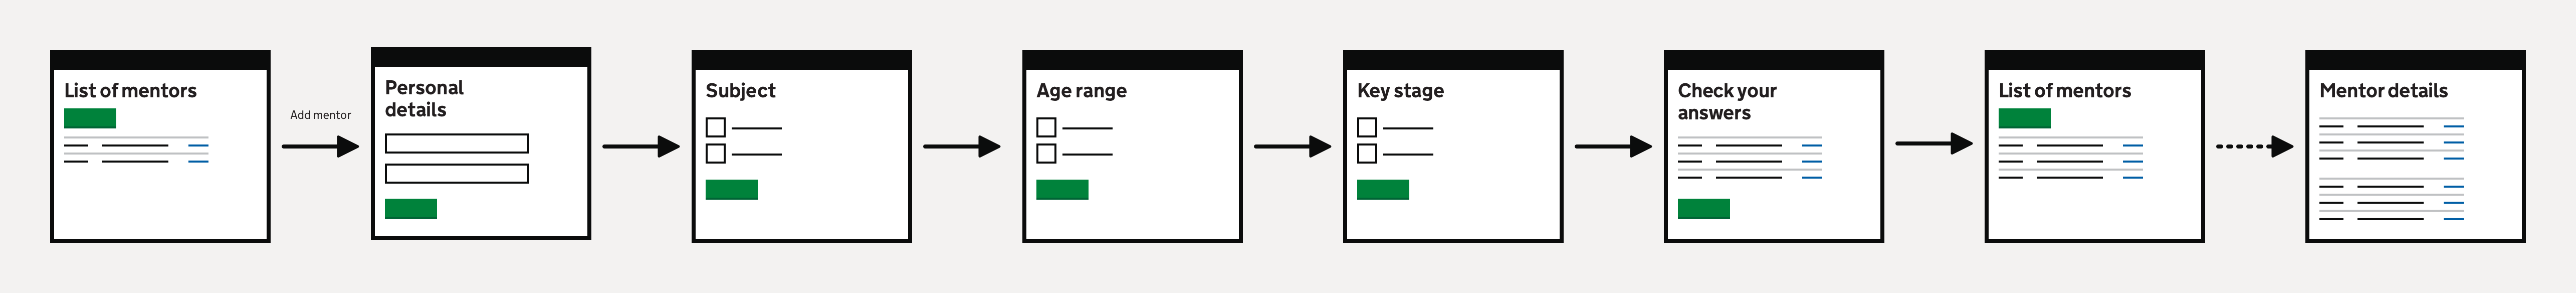 List of mentors
Add mentor
Personal
details
Subject
Age range
Key stage
Check your
answers
List of mentors
Mentor details